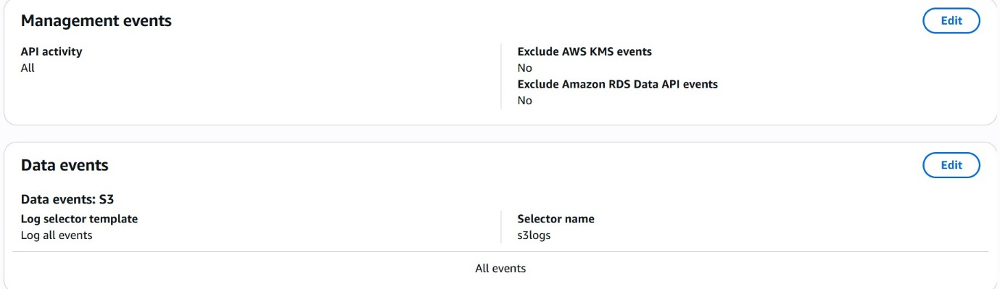 Management events
Edit
API activity
All
Exclude AWS KMS events
No
Exclude Amazon RDS Data API events
No
Data events
Edit
Data events: S3
Log selector template
Log all events
Selector name
s3logs
All events